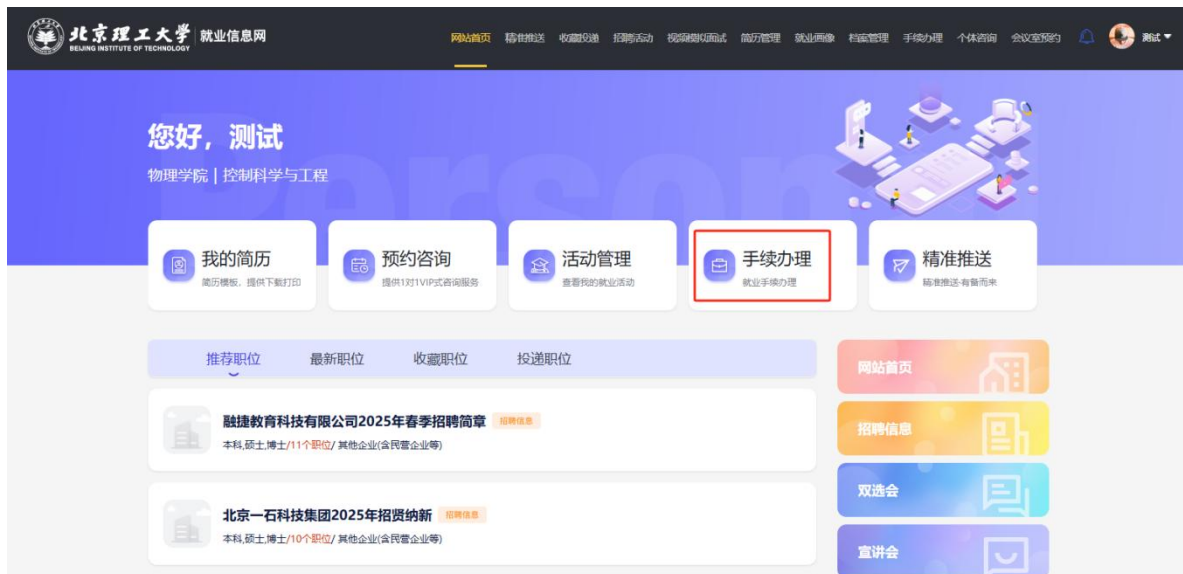 北京理工大学
BEIJING INSTITUTE OF TECHNOLOGY
就业信息网
网站首页 精准推送 收藏投递 招聘活动 视频模拟面试 简历管理 就业画像 档案管理 手续办理 个体咨询 会议室预约 测试
您好，测试
物理学院 | 控制科学与工程
Person
我的简历
简历模板，提供下载打印
预约咨询
提供1对1VIP式咨询服务
活动管理
查看我的就业活动
手续办理
就业手续办理
精准推送
精准推送·有备而来
推荐职位 最新职位 收藏职位 投递职位
融捷教育科技有限公司2025年春季招聘简章 招聘信息
本科,硕士,博士/11个职位/ 其他企业(含民营企业等)
北京一石科技集团2025年招贤纳新 招聘信息
本科,硕士,博士/10个职位/ 其他企业(含民营企业等)
网站首页
招聘信息
双选会
宣讲会